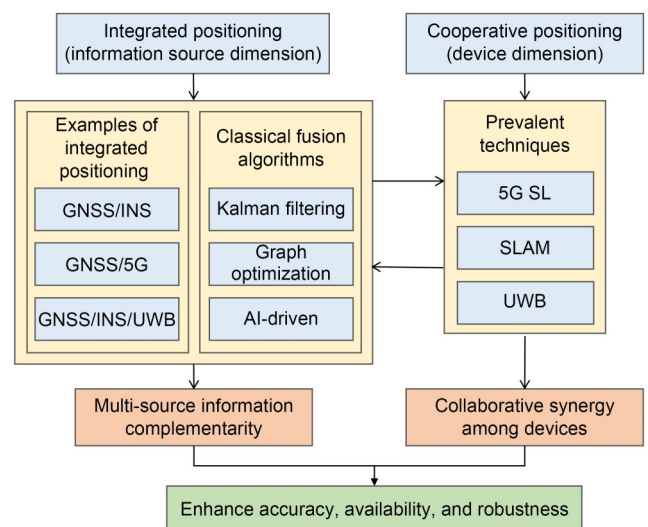 Integrated positioning
(information source dimension)
Cooperative positioning
(device dimension)
Examples of
integrated
positioning
GNSS/INS
GNSS/5G
GNSS/INS/UWB
Classical fusion
algorithms
Kalman filtering
Graph
optimization
AI-driven
Prevalent
techniques
5G SL
SLAM
UWB
Multi-source information
complementarity
Collaborative synergy
among devices
Enhance accuracy, availability, and robustness